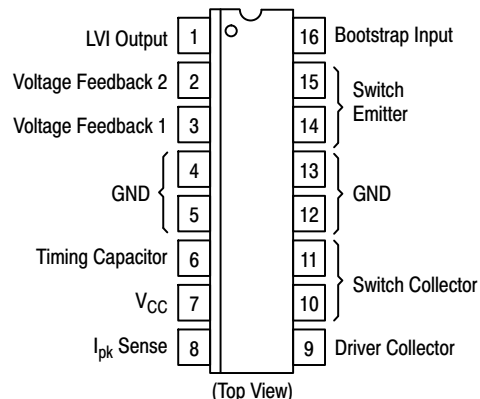 LVI Output 1
Voltage Feedback 2 2
Voltage Feedback 1 3
GND
4
5
Timing Capacitor 6
VCC 7
Ipk Sense 8
16 Bootstrap Input
15
14
Switch
Emitter
13
12
GND
11
10
Switch Collector
9 Driver Collector
(Top View)